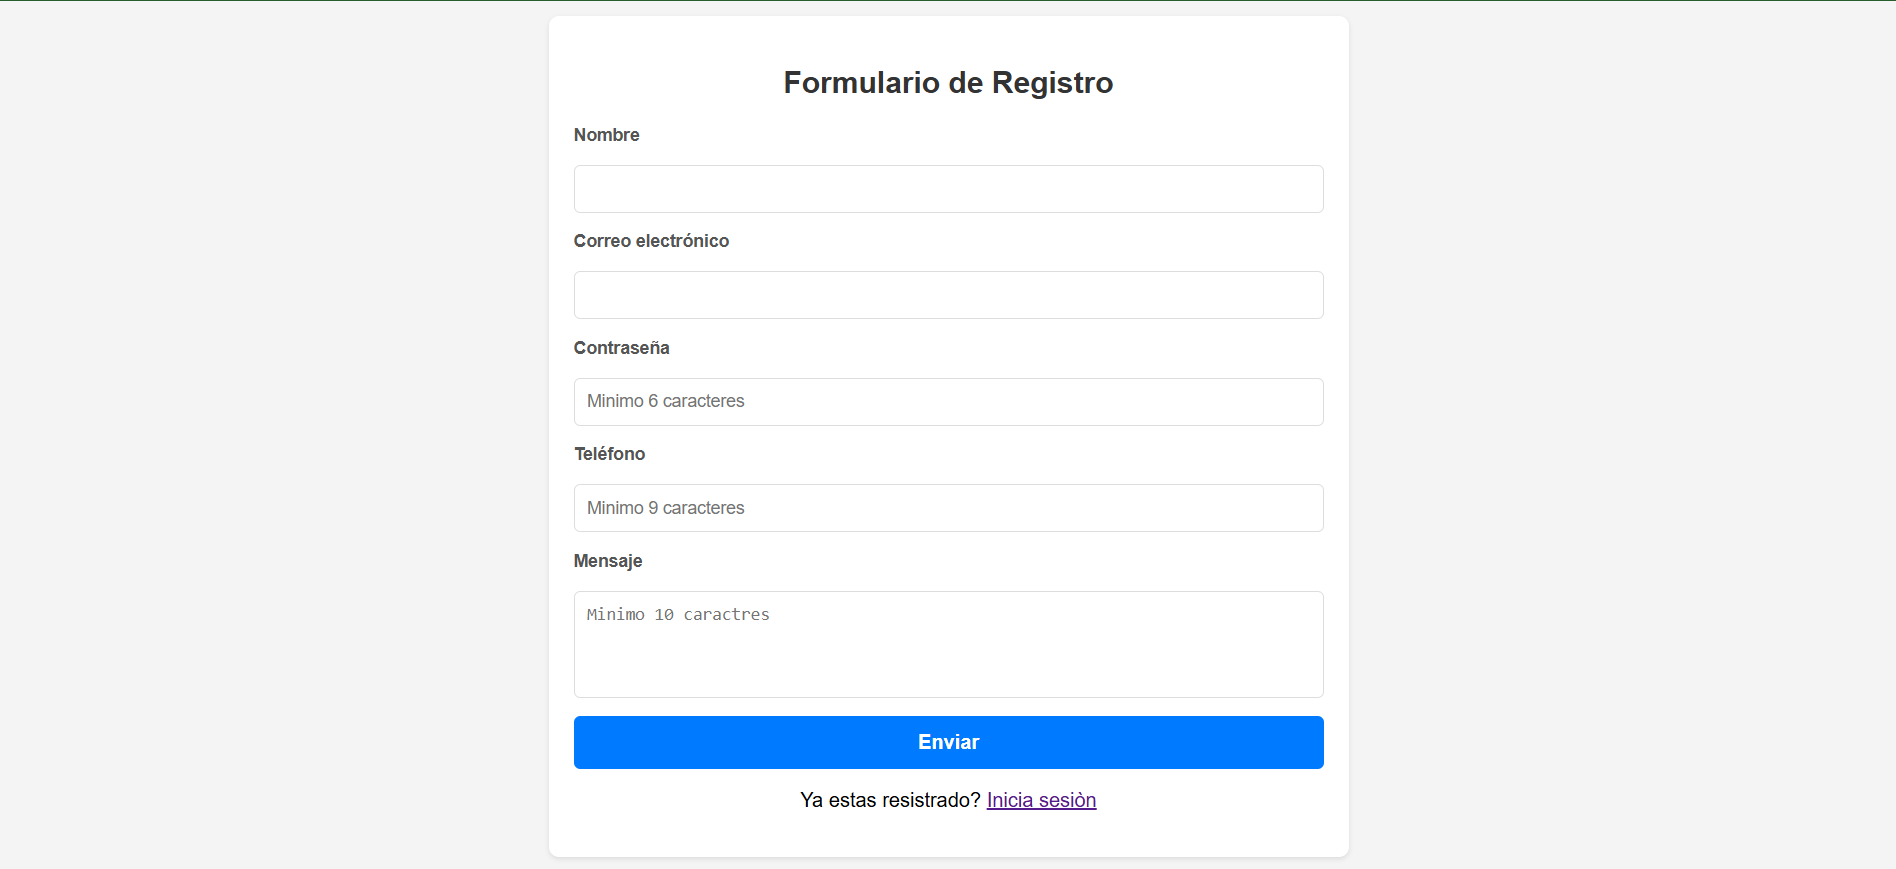 Formulario de Registro
Nombre
Correo electrónico
Contraseña
Minimo 6 caracteres
Teléfono
Minimo 9 caracteres
Mensaje
Minimo 10 caractres
Enviar
Ya estas resistrado? Inicia sesiòn